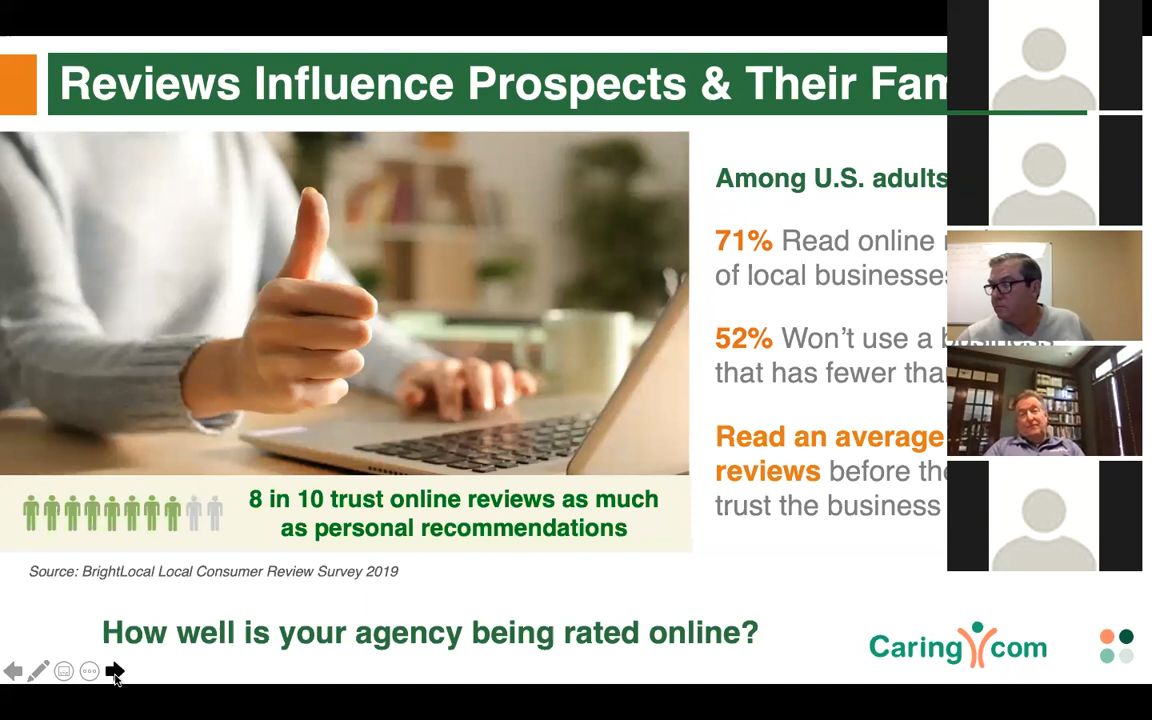 Reviews Influence Prospects & Their Fam
Among U.S. adults
71% Read online
of local businesses
52% Won't use a business
that has fewer tha
Read an average
reviews before the
trust the business
8 in 10 trust online reviews as much
as personal recommendations
Source: BrightLocal Local Consumer Review Survey 2019
How well is your agency being rated online?
Caring com